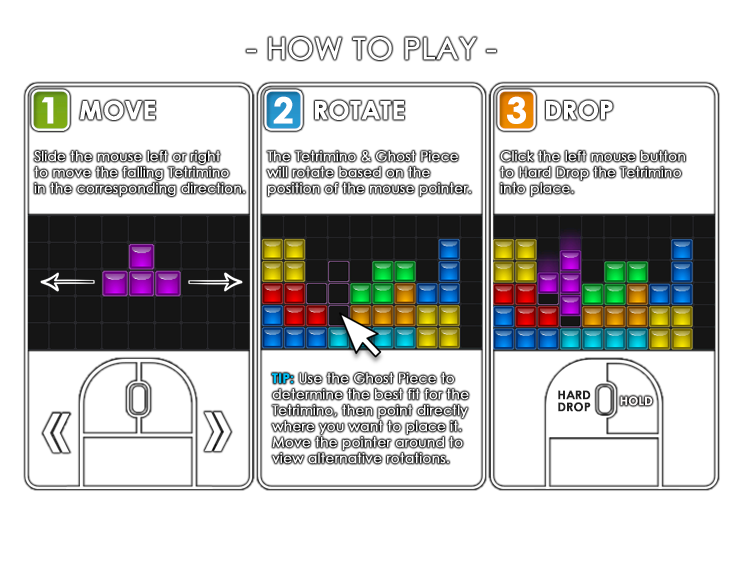 - HOW TO PLAY -
1 MOVE
Slide the mouse left or right
to move the falling Tetrimino
in the corresponding direction.
2 ROTATE
The Tetrimino & Ghost Piece
will rotate based on the
position of the mouse pointer.
TIP: Use the Ghost Piece to
determine the best fit for the
Tetrimino, then point directly
where you want to place it.
Move the pointer around to
view alternative rotations.
3 DROP
Click the left mouse button
to Hard Drop the Tetrimino
into place.
HARD
DROP
HOLD